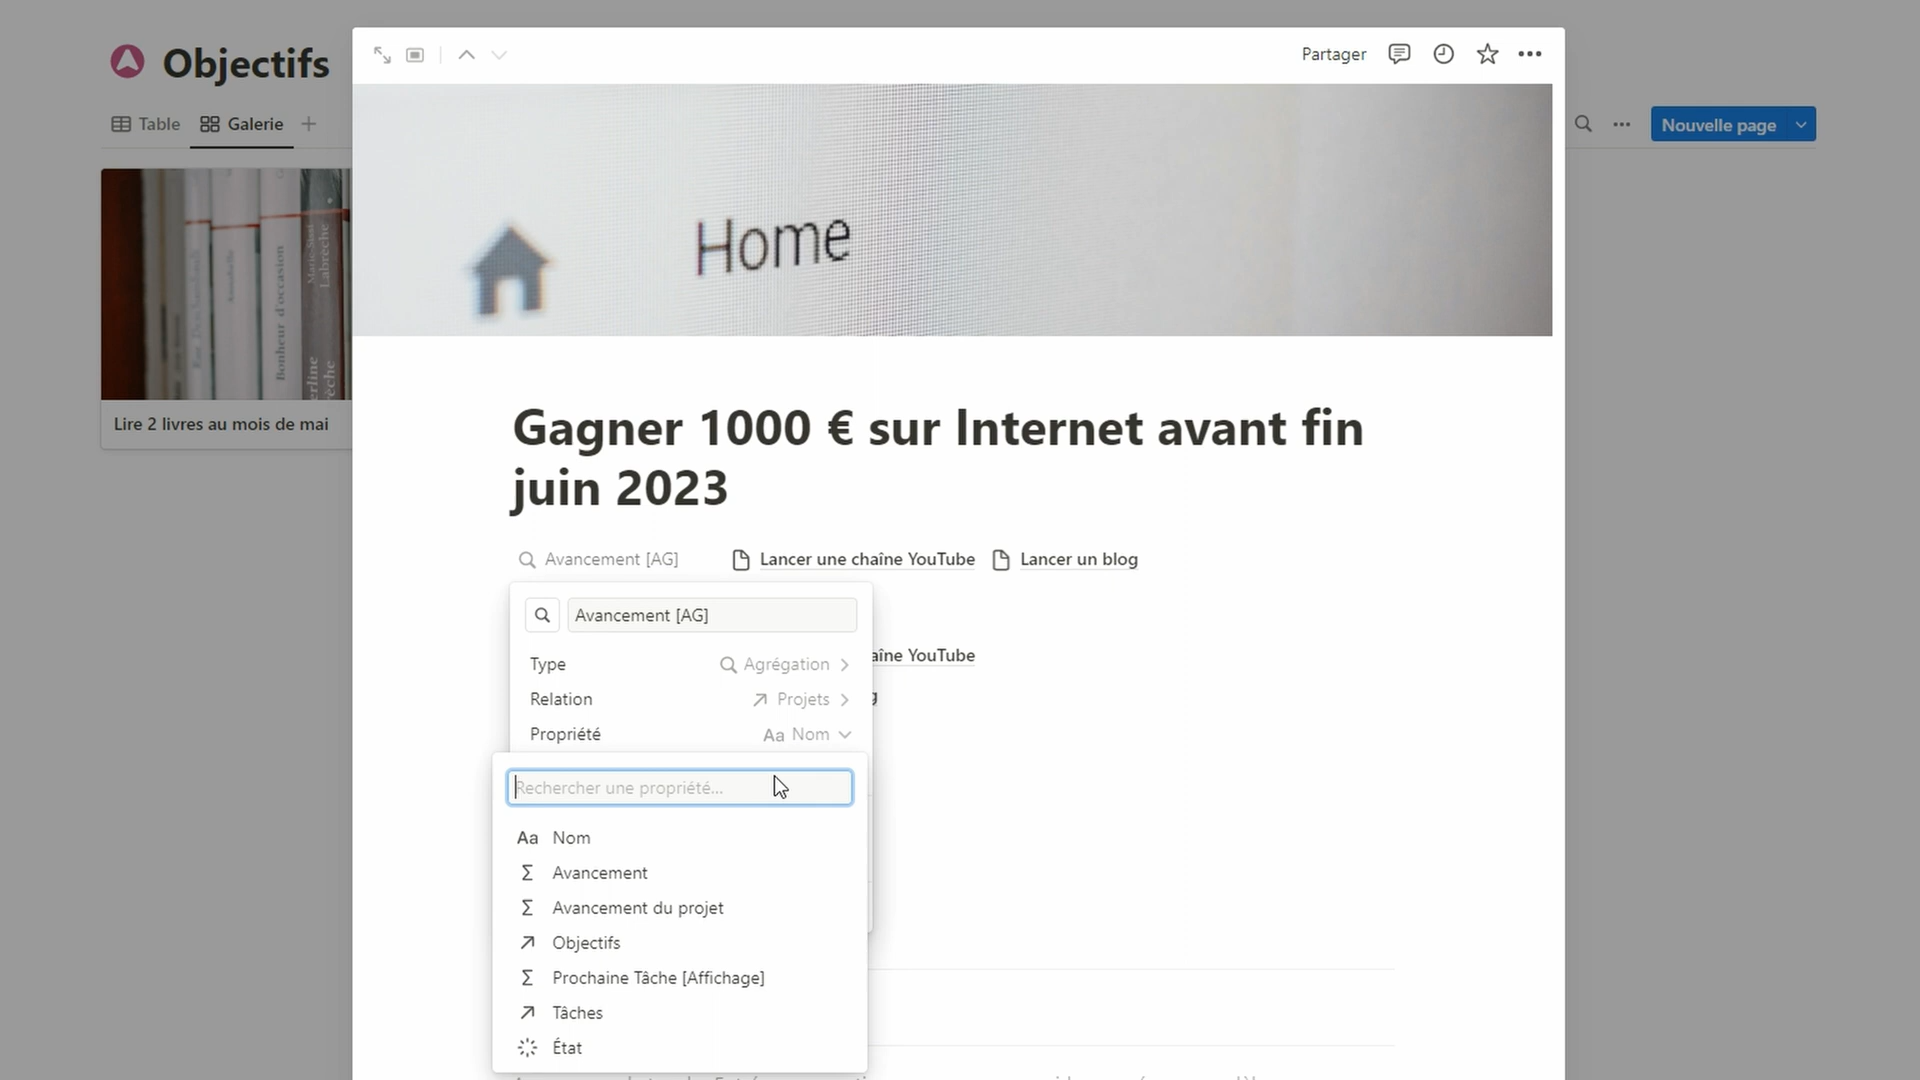 Objectifs
Table
Galerie
Nouvelle page
Lire 2 livres au mois de mai
Bonheur d'occasion
Labrèche
Partager
Home
Gagner 1000 € sur Internet avant fin
juin 2023
Avancement [AG]
Lancer une chaîne YouTube
Lancer un blog
Avancement [AG]
Type
Agrégation
aîne YouTube
Relation
Projets
g
Propriété
Aa Nom
Rechercher une propriété...
Aa Nom
Σ Avancement
Σ Avancement du projet
Objectifs
Σ Prochaine Tâche [Affichage]
Tâches
État